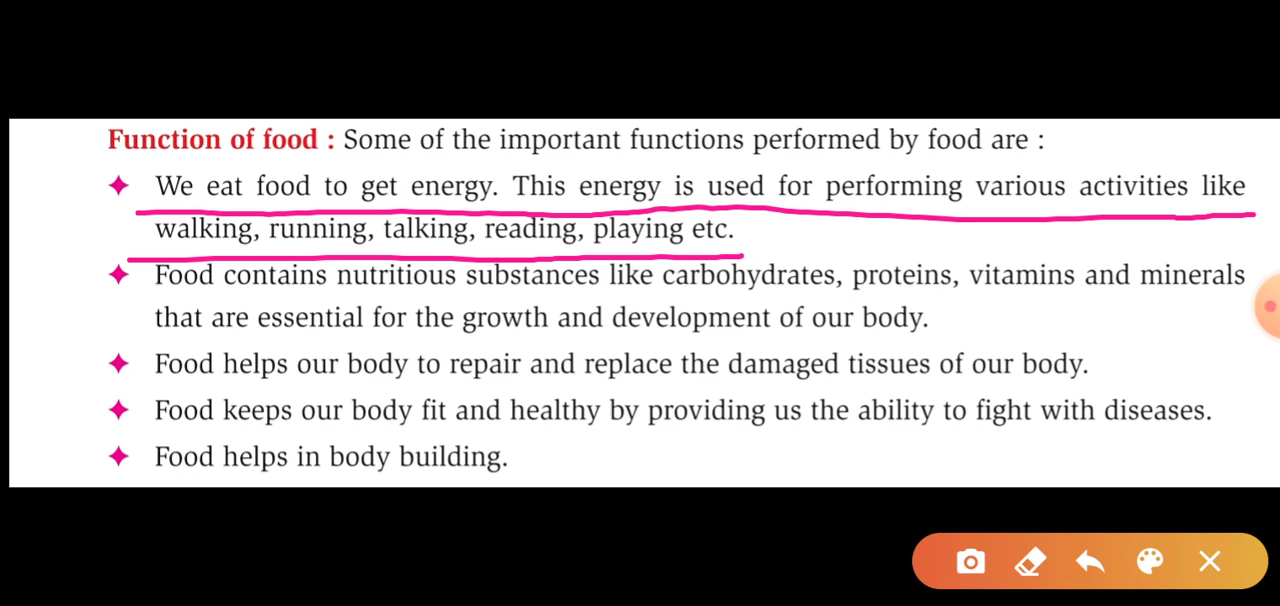 Function of food : Some of the important functions performed by food are :
✦ We eat food to get energy. This energy is used for performing various activities like
walking, running, talking, reading, playing etc.
✦ Food contains nutritious substances like carbohydrates, proteins, vitamins and minerals
that are essential for the growth and development of our body.
✦ Food helps our body to repair and replace the damaged tissues of our body.
✦ Food keeps our body fit and healthy by providing us the ability to fight with diseases.
✦ Food helps in body building.